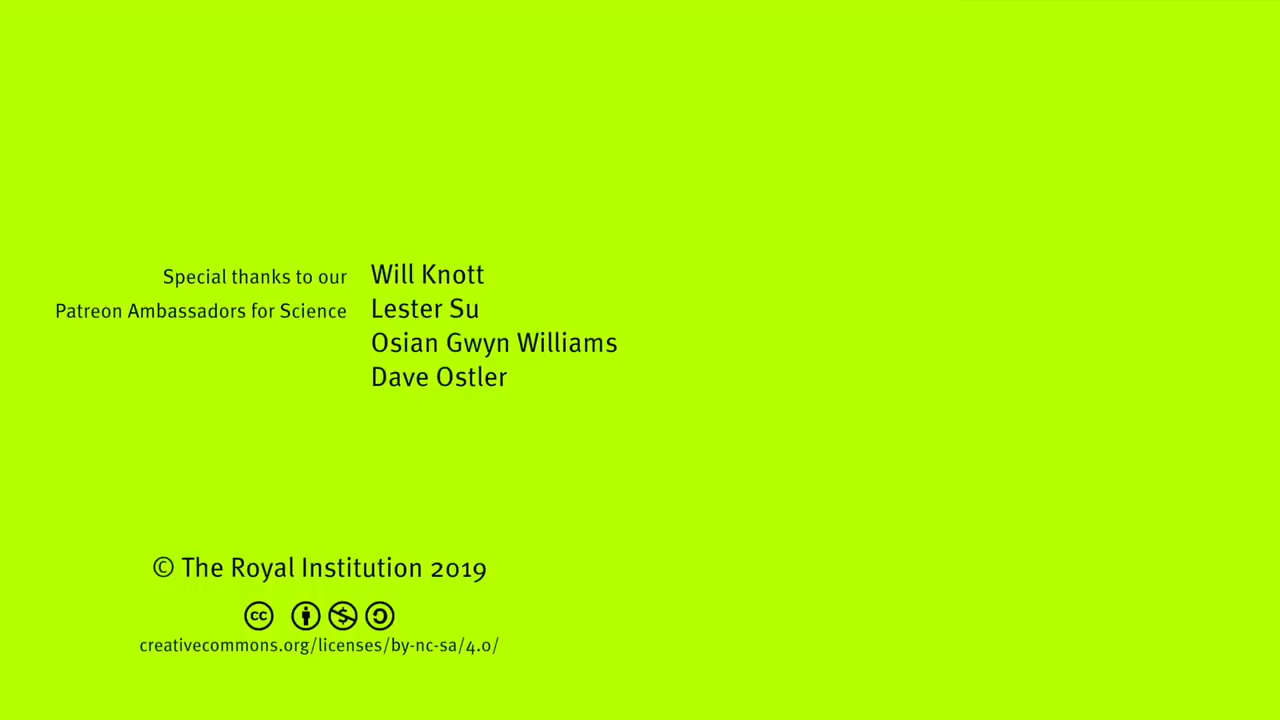 Special thanks to our Will Knott
Patreon Ambassadors for Science Lester Su
Osian Gwyn Williams
Dave Ostler
© The Royal Institution 2019
cc
creativecommons.org/licenses/by-nc-sa/4.0/